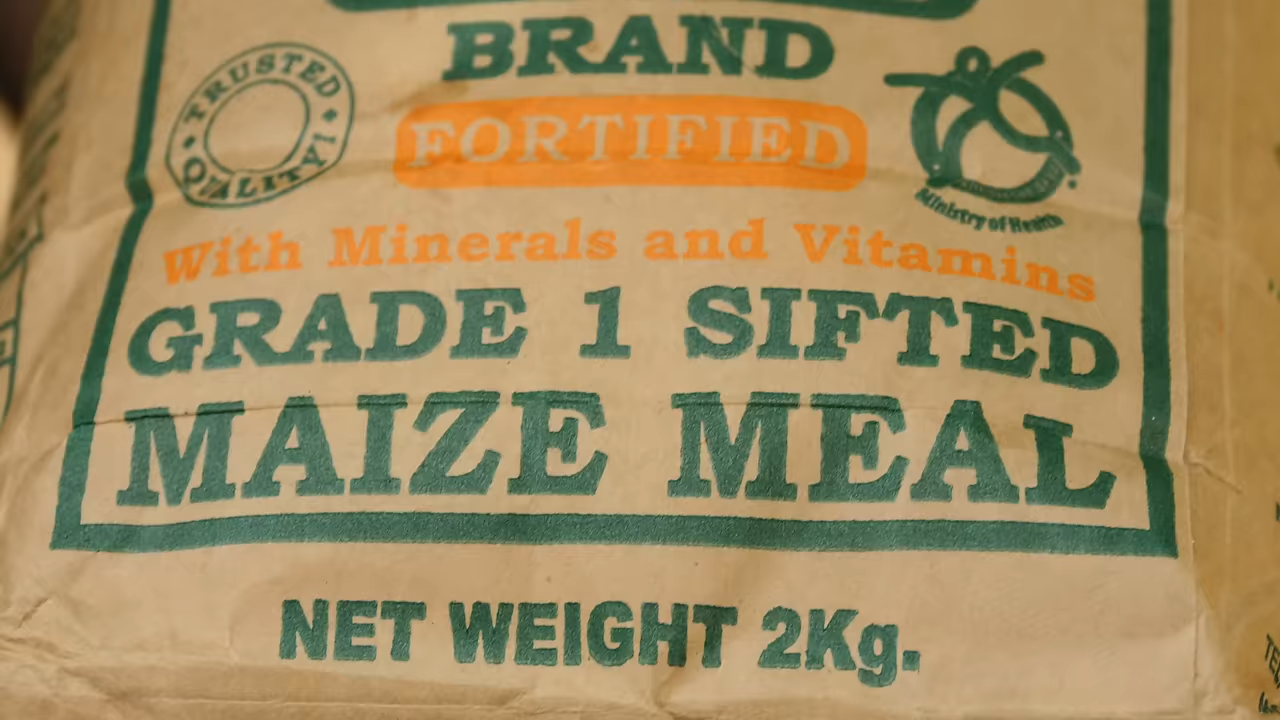 BRAND
TRUSTED
QUALITY!
FORTIFIED
Ministry of Health
With Minerals and Vitamins
GRADE 1 SIFTED
MAIZE MEAL
NET WEIGHT 2Kg.